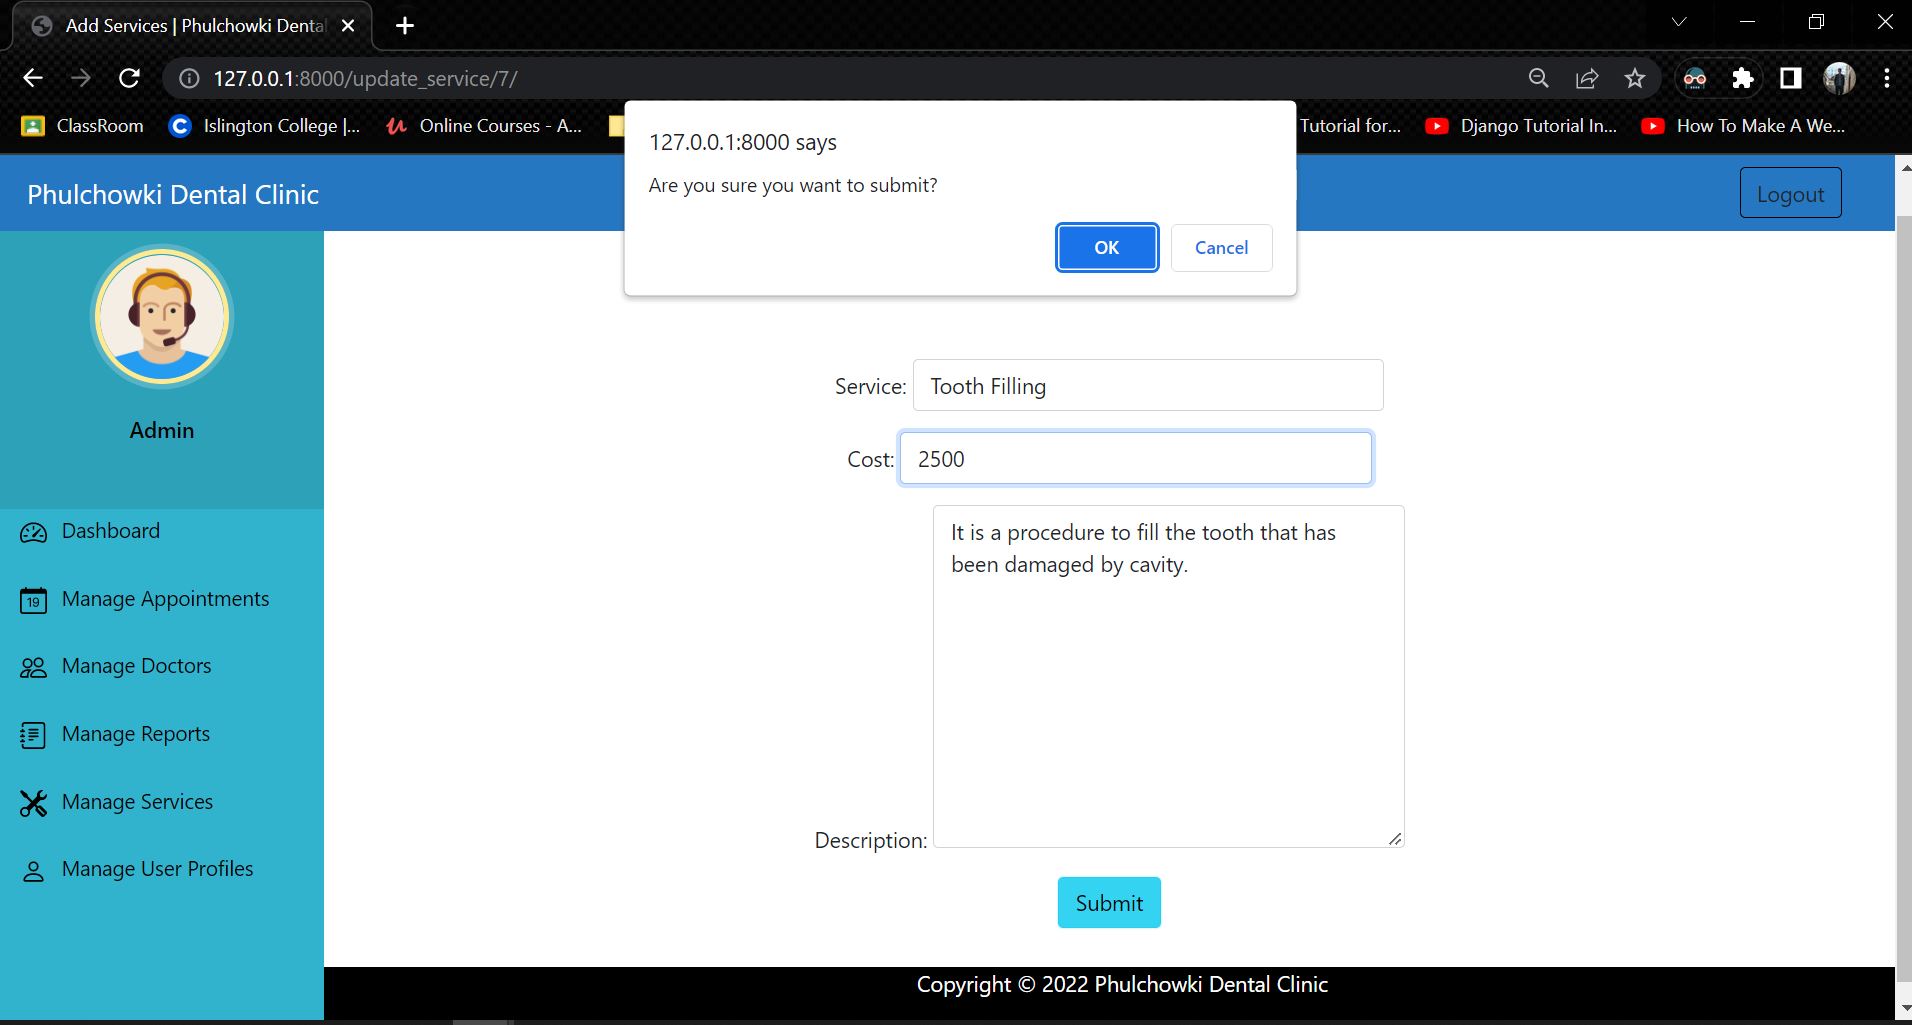 Add Services | Phulchowki Dental
127.0.0.1:8000/update_service/7/
ClassRoom
Islington College |...
Online Courses - A...
Tutorial for...
Django Tutorial In...
How To Make A We...
127.0.0.1:8000 says
Are you sure you want to submit?
OK
Cancel
Phulchowki Dental Clinic
Logout
Admin
Dashboard
19
Manage Appointments
Manage Doctors
Manage Reports
Manage Services
Manage User Profiles
Service:
Tooth Filling
Cost:
2500
It is a procedure to fill the tooth that has
been damaged by cavity.
Description:
Submit
Copyright © 2022 Phulchowki Dental Clinic